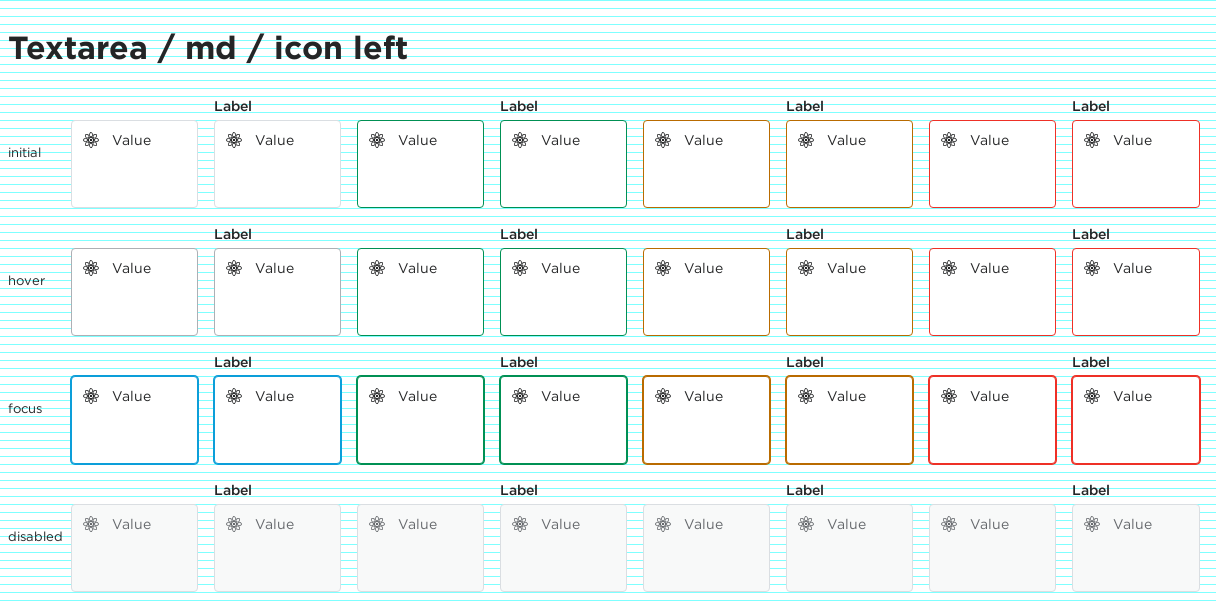 Textarea / md / icon left
Label Label Label Label
initial Value Value Value Value Value Value Value Value
Label Label Label Label
hover Value Value Value Value Value Value Value Value
Label Label Label Label
focus Value Value Value Value Value Value Value Value
Label Label Label Label
disabled Value Value Value Value Value Value Value Value